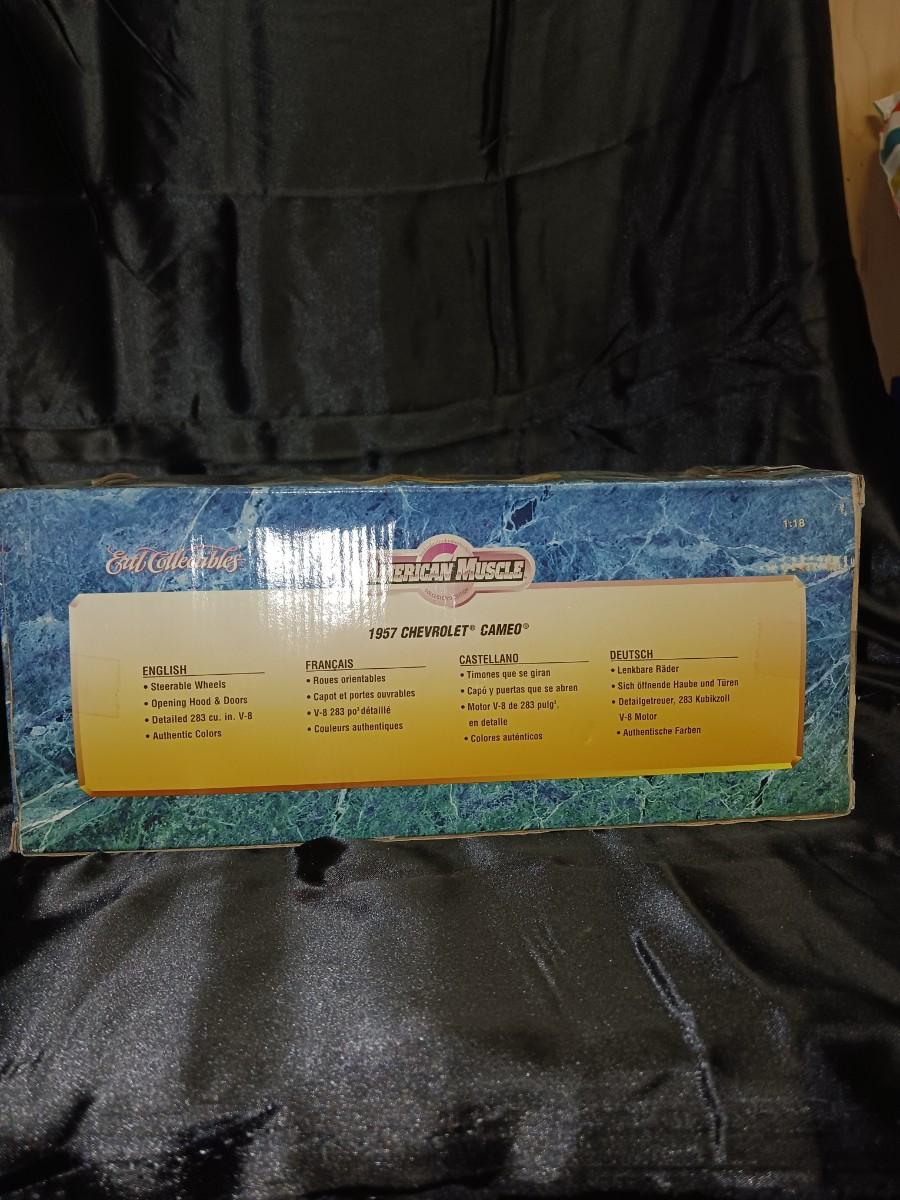 1:18
Ertl Collectibles
AMERICAN MUSCLE
1957 CHEVROLET® CAMEO®
ENGLISH
• Steerable Wheels
• Opening Hood & Doors
• Detailed 283 cu. in. V-8
• Authentic Colors
FRANÇAIS
• Roues orientables
• Capot et portes ouvrables
• V-8 283 po³ détaillé
• Couleurs authentiques
CASTELLANO
• Timones que se giran
• Capó y puertas que se abren
• Motor V-8 de 283 pulg³,
en detalle
• Colores auténticos
DEUTSCH
• Lenkbare Räder
• Sich öffnende Haube und Türen
• Detailgetreuer, 283 Kubikzoll
V-8 Motor
• Authentische Farben